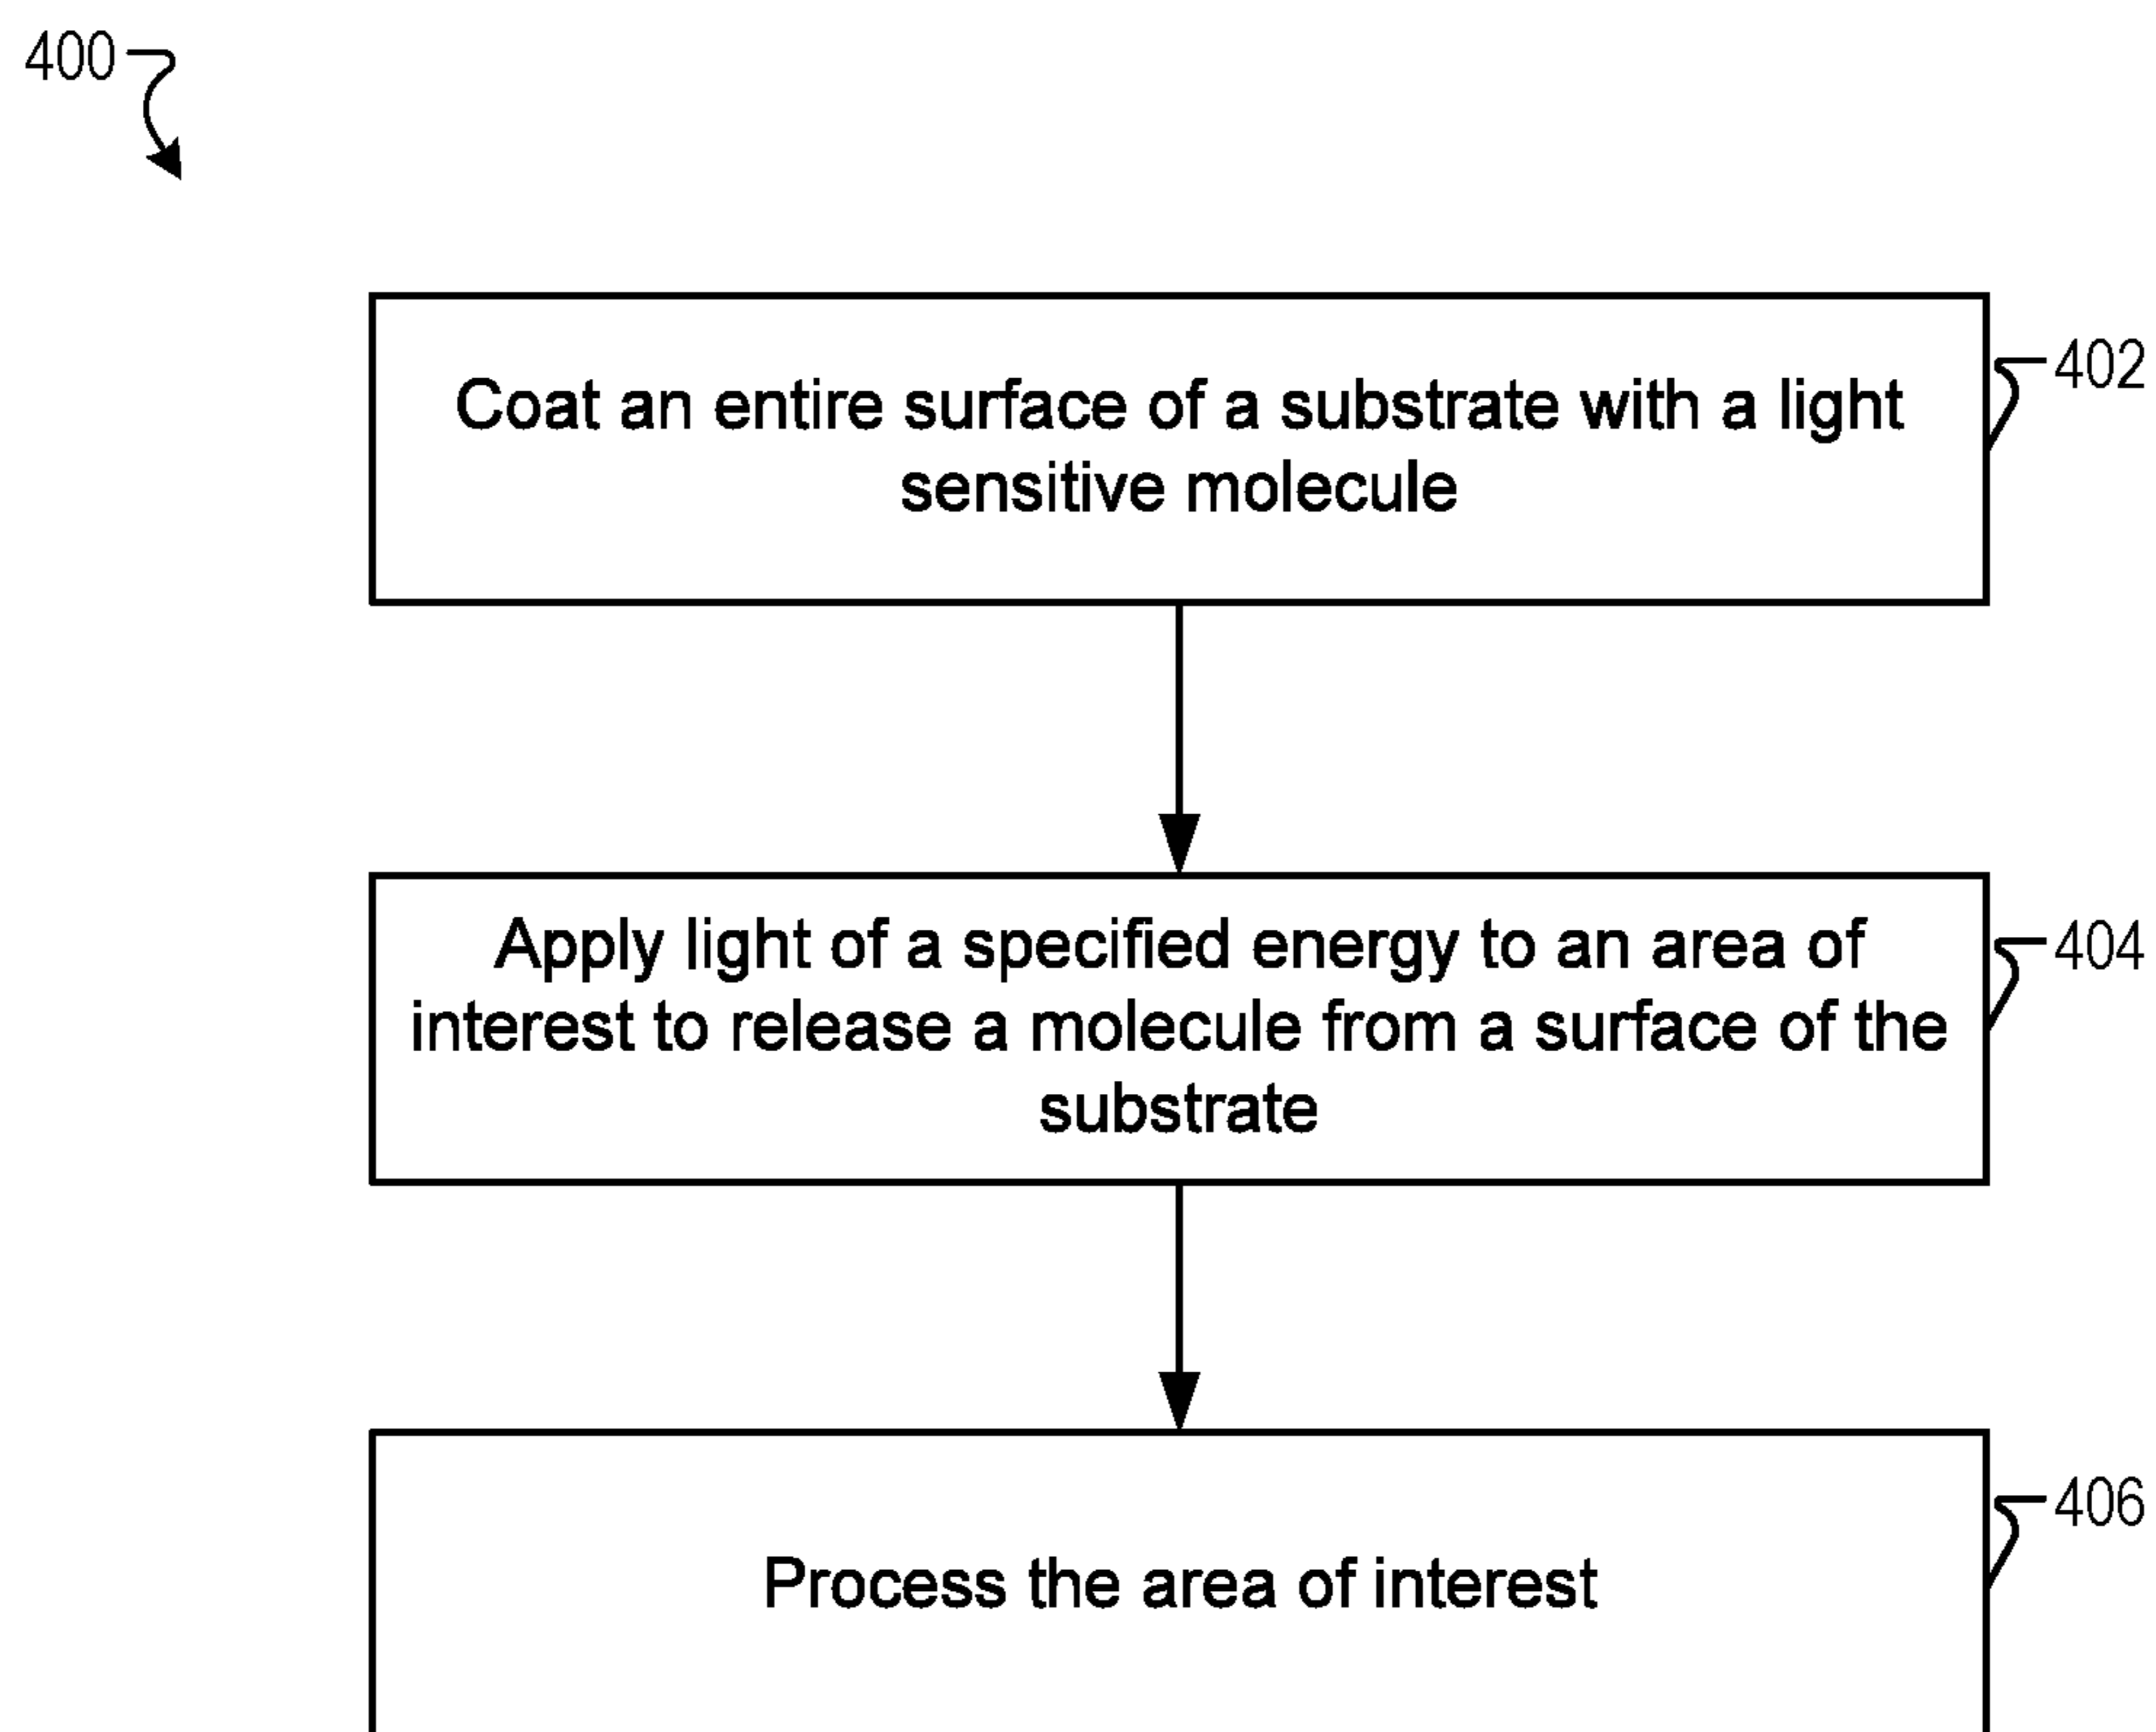 400
402
Coat an entire surface of a substrate with a light
sensitive molecule
404
Apply light of a specified energy to an area of
interest to release a molecule from a surface of the
substrate
406
Process the area of interest